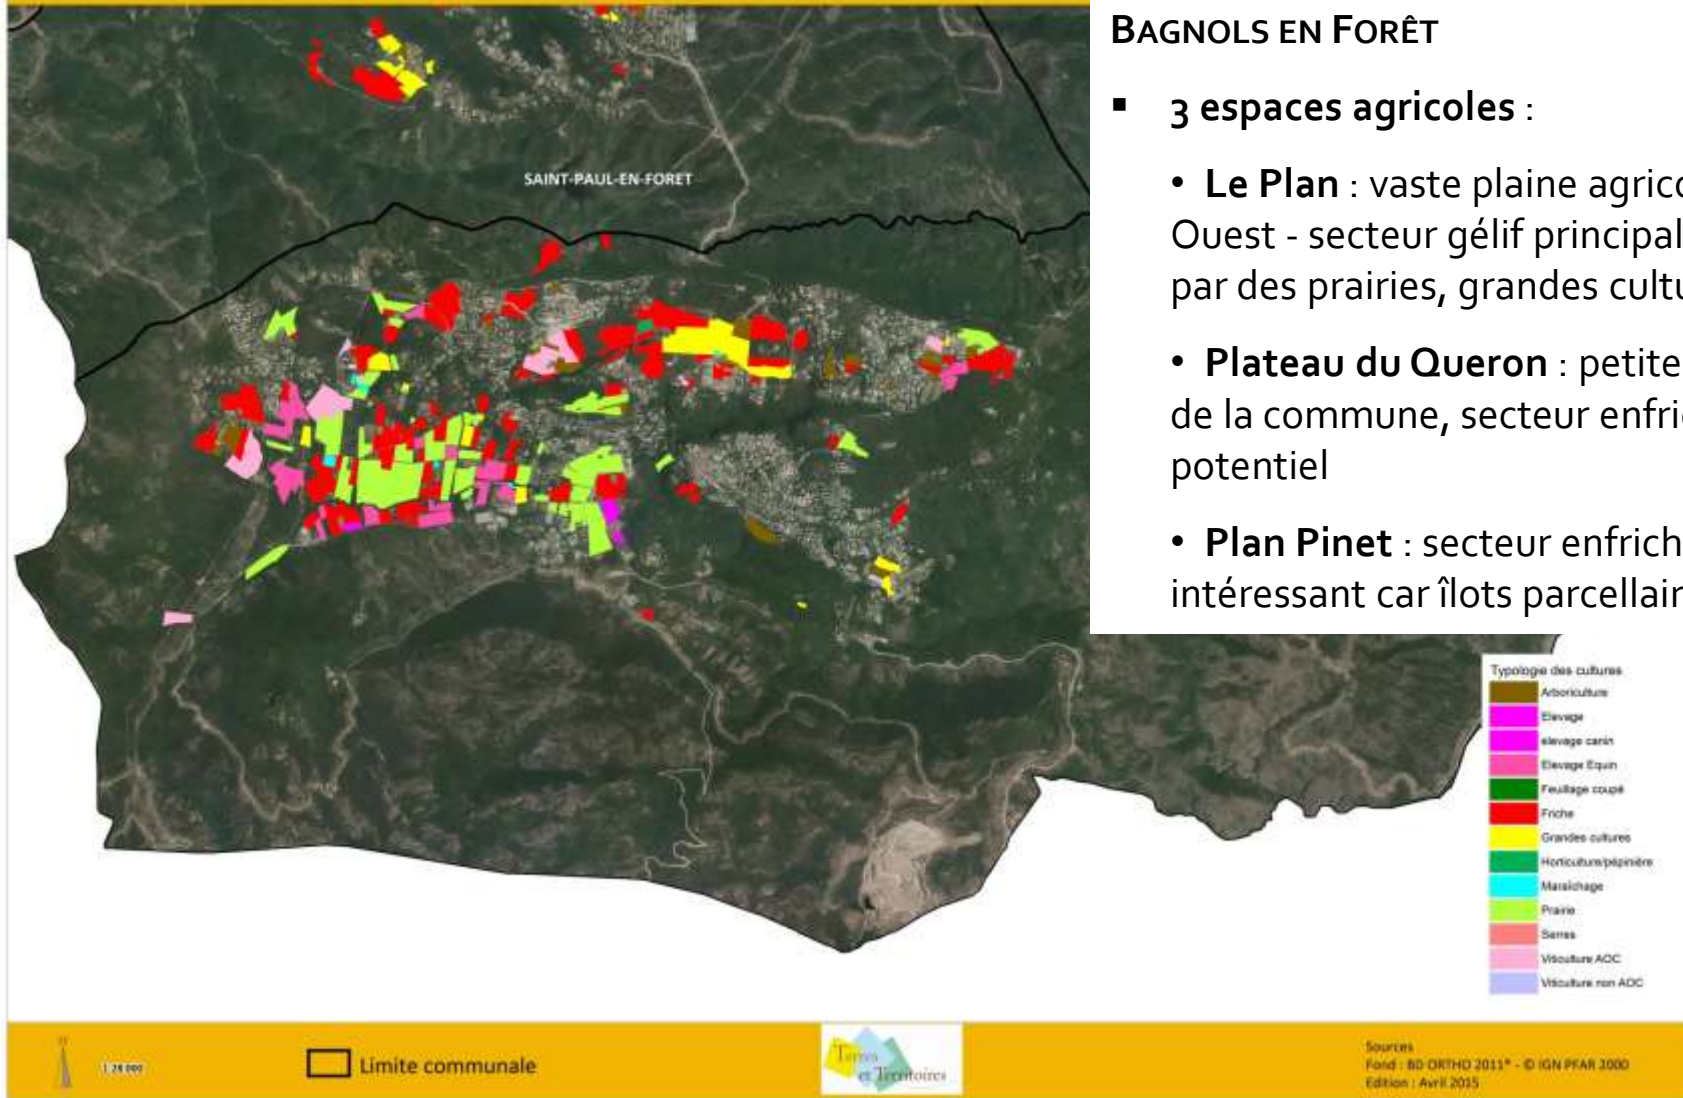 BAGNOLS EN FORÊT
▪ 3 espaces agricoles :
• Le Plan : vaste plaine agrico
Ouest - secteur gélif principal
par des prairies, grandes cultu
• Plateau du Queron : petite
de la commune, secteur enfri
potentiel
• Plan Pinet : secteur enfrich
intéressant car îlots parcellair
SAINT-PAUL-EN-FORET
Typologie des cultures
Arboriculture
Elevage
elevage canin
Elevage Equin
Feuillage coupé
Friche
Grandes cultures
Horticulture/pépinière
Maraîchage
Prairie
Serres
Viticulture AOC
Viticulture non AOC
1:28 000
Limite communale
Terres
et Territoires
Sources
Fond : BD ORTHO 2011® - © IGN PFAR 2000
Edition : Avril 2015